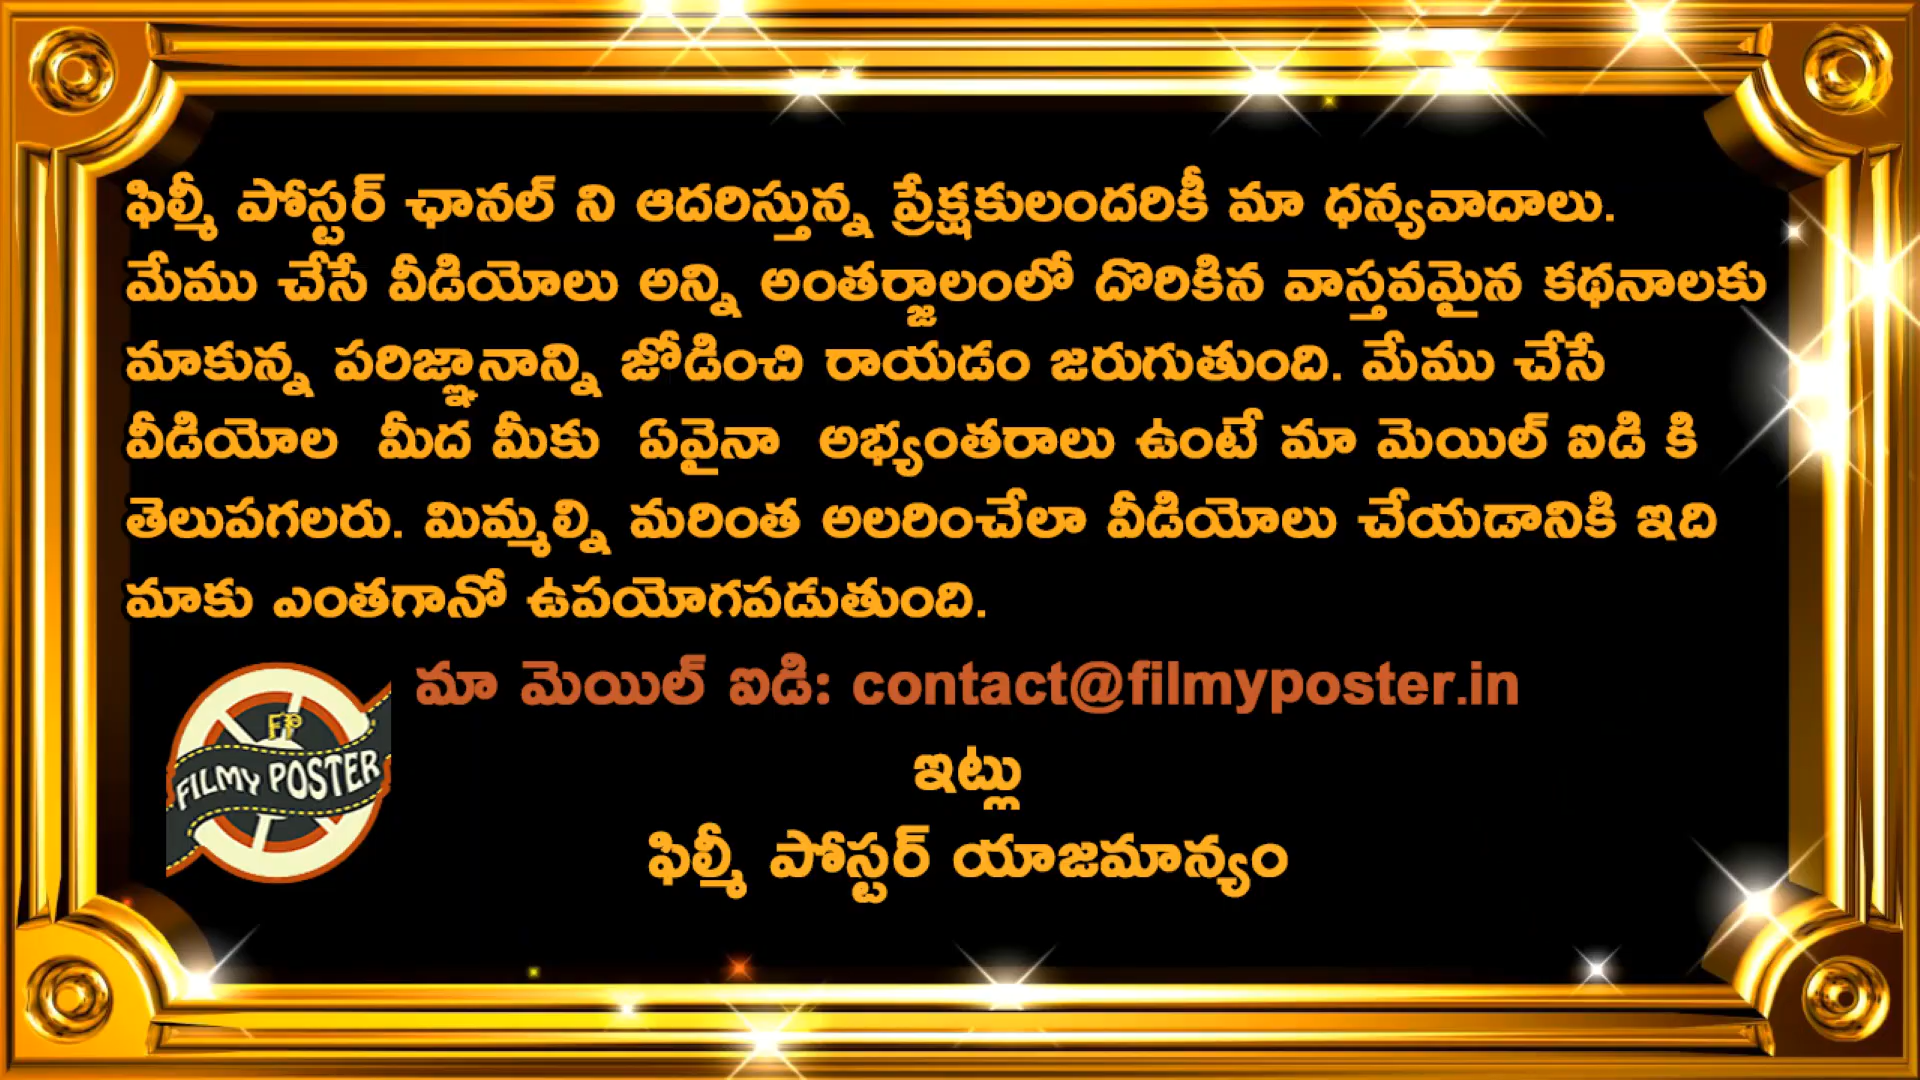 ఫిల్మీ పోస్టర్ ఛానల్ ని ఆదరిస్తున్న ప్రేక్షకులందరికీ మా ధన్యవాదాలు.
మేము చేసే వీడియోలు అన్ని అంతర్జాలంలో దొరికిన వాస్తవమైన కథనాలకు
మాకున్న పరిజ్ఞానాన్ని జోడించి రాయడం జరుగుతుంది. మేము చేసే
వీడియోల మీద మీకు ఏవైనా అభ్యంతరాలు ఉంటే మా మెయిల్ ఐడి కి
తెలుపగలరు. మిమ్మల్ని మరింత అలరించేలా వీడియోలు చేయడానికి ఇది
మాకు ఎంతగానో ఉపయోగపడుతుంది.
మా మెయిల్ ఐడి: contact@filmyposter.in
FP
FILMY POSTER
ఇట్లు
ఫిల్మీ పోస్టర్ యాజమాన్యం